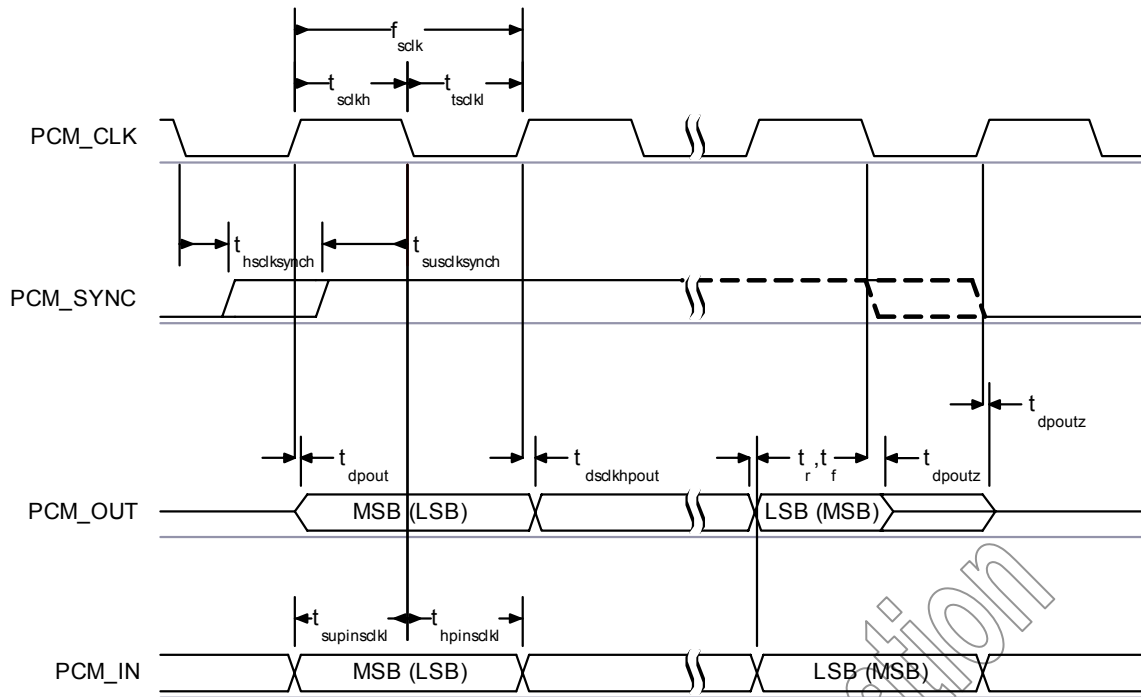 f sclk
t sclkh
tsclkl
PCM_CLK
t hsclksynch
t susclksynch
PCM_SYNC
t dpoutz
t dpout
t dsclkhpout
t r ,t f
t dpoutz
PCM_OUT
MSB (LSB)
LSB (MSB)
t supinsclkl
t hpinsclkl
PCM_IN
MSB (LSB)
LSB (MSB)